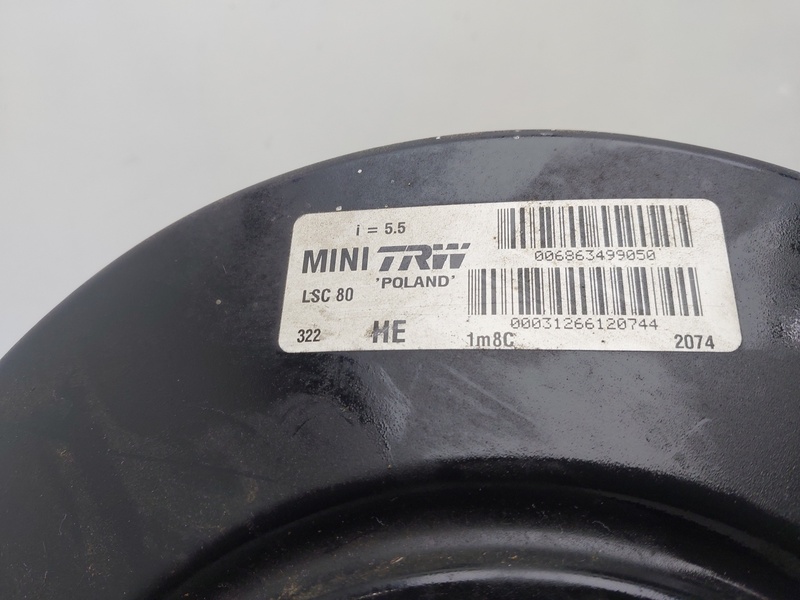 i = 5.5
MINI TRW
006863499050
LSC 80 'POLAND'
00031266120744
322 HE 1m8C 2074